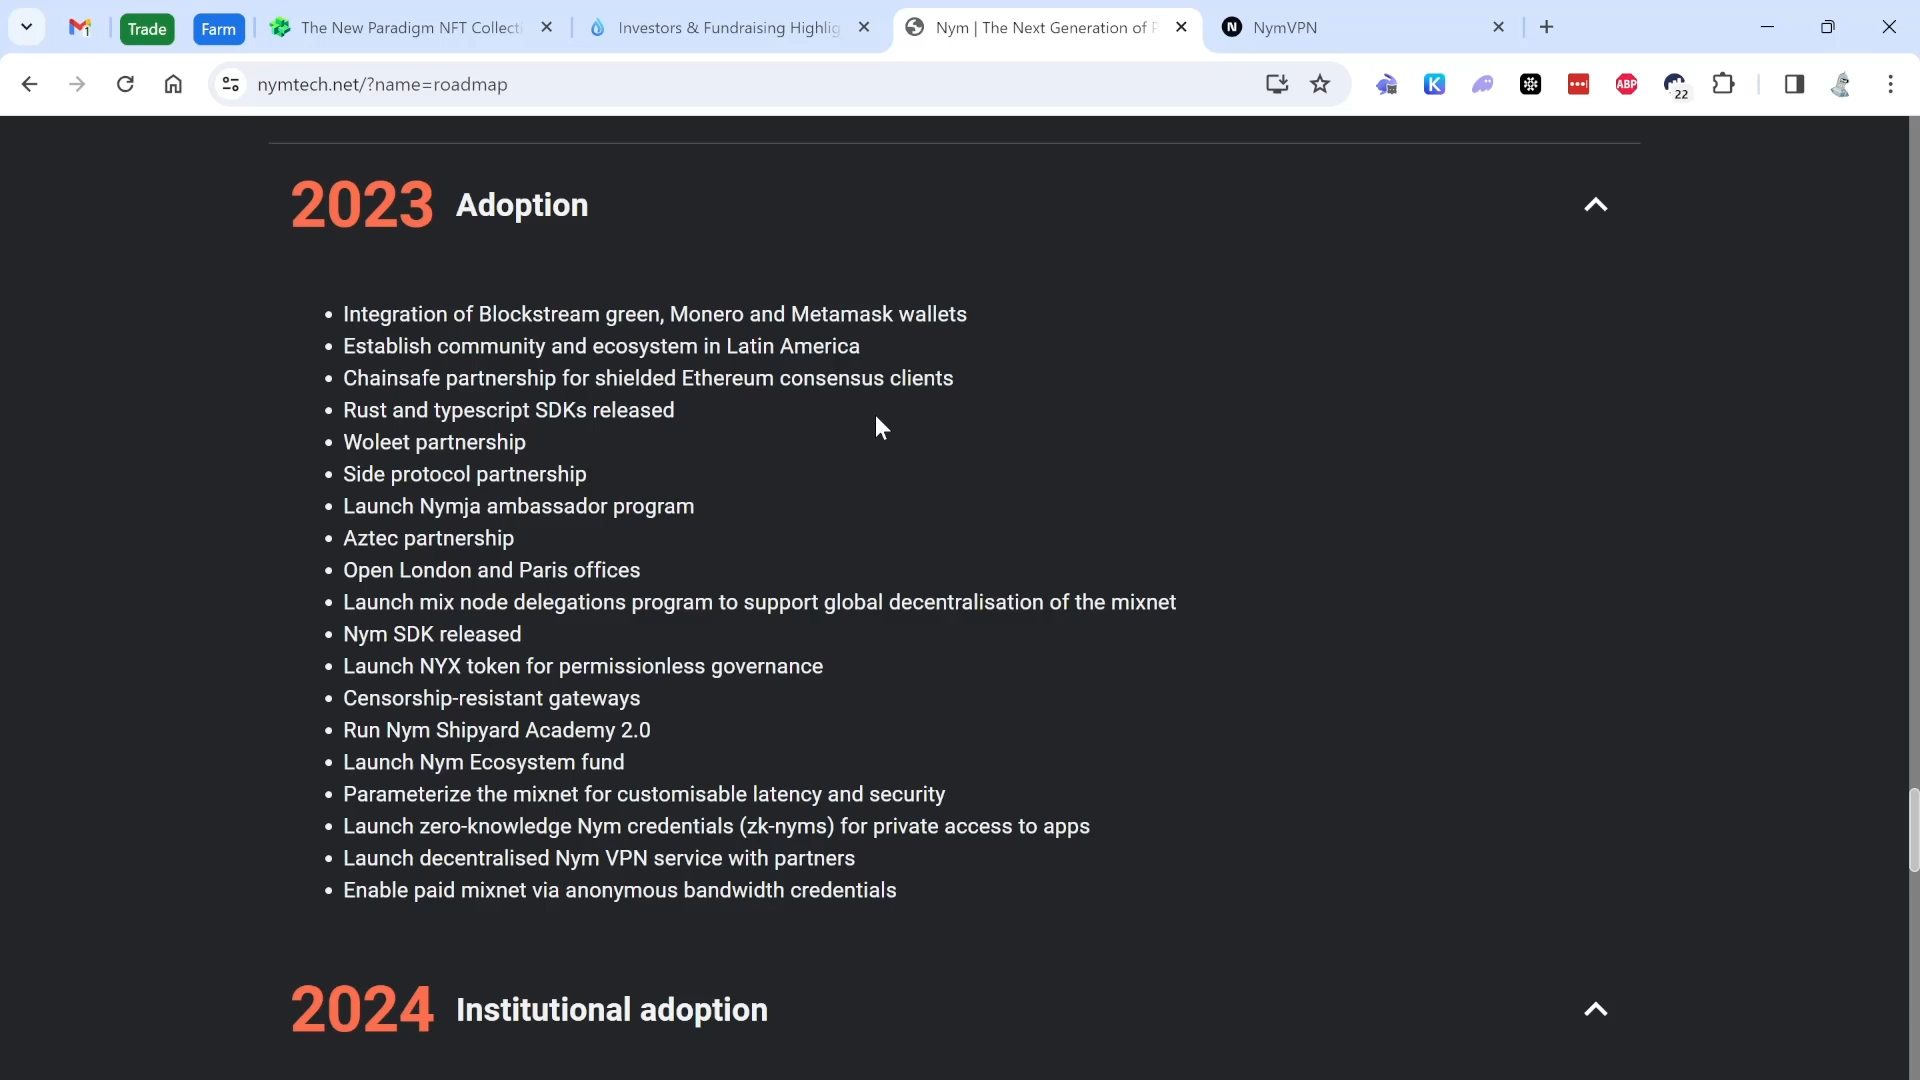 Trade
Farm
The New Paradigm NFT Collecti
Investors & Fundraising Highlig
Nym | The Next Generation of P
NymVPN
nymtech.net/?name=roadmap
K
ABP
22
2023 Adoption
• Integration of Blockstream green, Monero and Metamask wallets
• Establish community and ecosystem in Latin America
• Chainsafe partnership for shielded Ethereum consensus clients
• Rust and typescript SDKs released
• Woleet partnership
• Side protocol partnership
• Launch Nymja ambassador program
• Aztec partnership
• Open London and Paris offices
• Launch mix node delegations program to support global decentralisation of the mixnet
• Nym SDK released
• Launch NYX token for permissionless governance
• Censorship-resistant gateways
• Run Nym Shipyard Academy 2.0
• Launch Nym Ecosystem fund
• Parameterize the mixnet for customisable latency and security
• Launch zero-knowledge Nym credentials (zk-nyms) for private access to apps
• Launch decentralised Nym VPN service with partners
• Enable paid mixnet via anonymous bandwidth credentials
2024 Institutional adoption